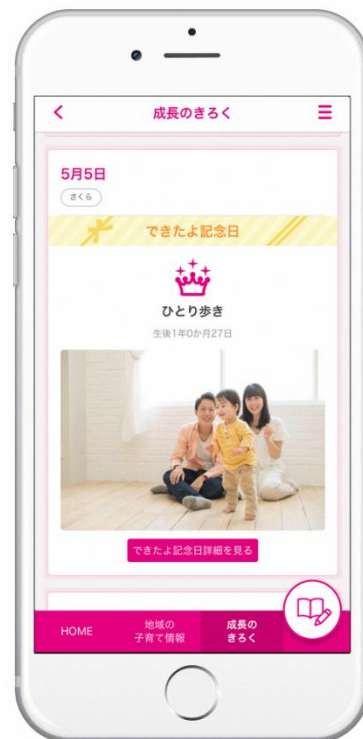 成長のきろく
5月5日
さくら
できたよ記念日
ひとり歩き
生後1年0か月27日
できたよ記念日詳細を見る
HOME
地域の
子育て情報
成長の
きろく